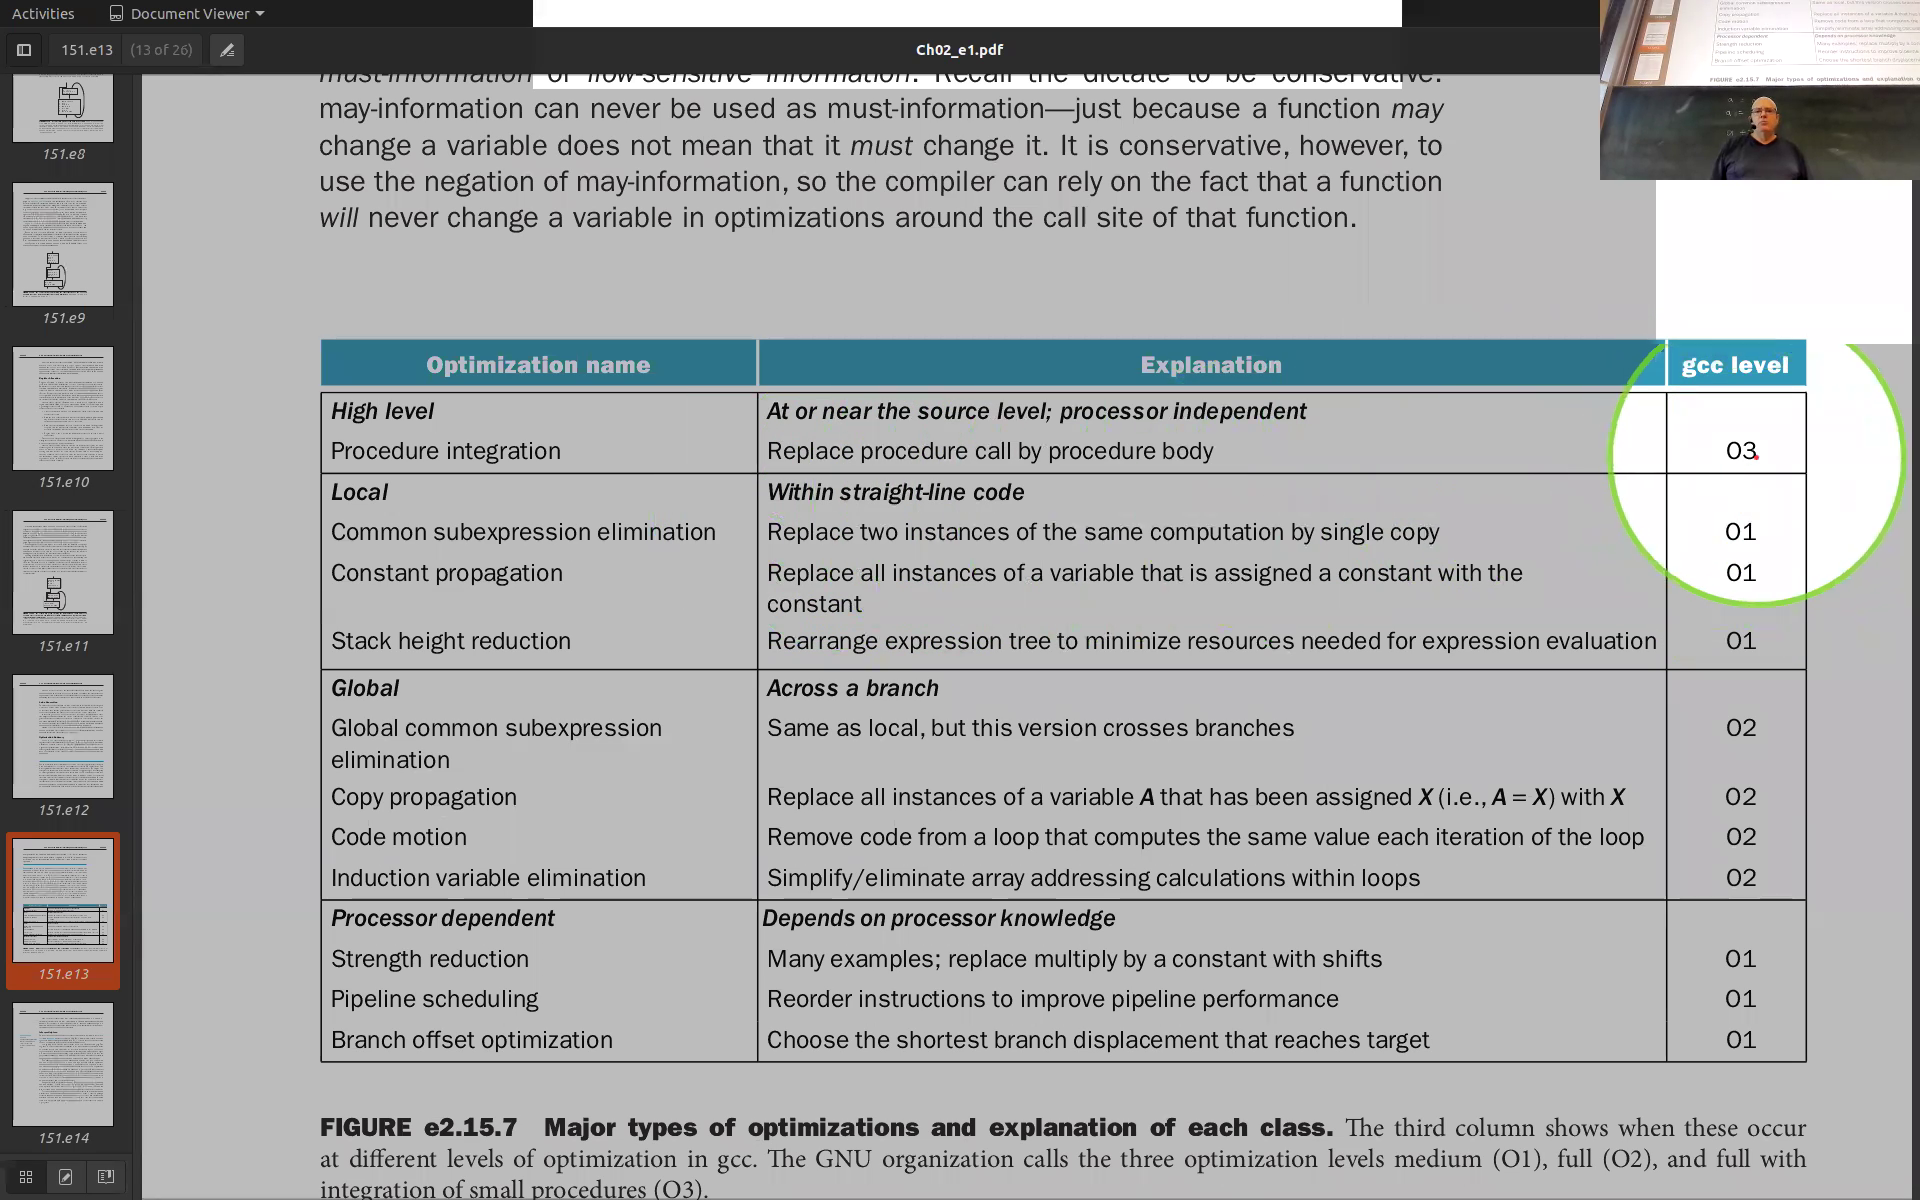 Activities
Document Viewer
151.e13
(13 of 26)
Ch02_e1.pdf
151.e8
151.e9
151.e10
151.e11
151.e12
151.e13
151.e14
must-information or flow-sensitive information. Recall the dictate to be conservative:
may-information can never be used as must-information—just because a function may
change a variable does not mean that it must change it. It is conservative, however, to
use the negation of may-information, so the compiler can rely on the fact that a function
will never change a variable in optimizations around the call site of that function.
Optimization name Explanation gcc level
High level At or near the source level; processor independent
Procedure integration Replace procedure call by procedure body O3
Local Within straight-line code
Common subexpression elimination Replace two instances of the same computation by single copy O1
Constant propagation Replace all instances of a variable that is assigned a constant with the O1
constant
Stack height reduction Rearrange expression tree to minimize resources needed for expression evaluation O1
Global Across a branch
Global common subexpression Same as local, but this version crosses branches O2
elimination
Copy propagation Replace all instances of a variable A that has been assigned X (i.e., A = X) with X O2
Code motion Remove code from a loop that computes the same value each iteration of the loop O2
Induction variable elimination Simplify/eliminate array addressing calculations within loops O2
Processor dependent Depends on processor knowledge
Strength reduction Many examples; replace multiply by a constant with shifts O1
Pipeline scheduling Reorder instructions to improve pipeline performance O1
Branch offset optimization Choose the shortest branch displacement that reaches target O1
FIGURE e2.15.7 Major types of optimizations and explanation of each class. The third column shows when these occur
at different levels of optimization in gcc. The GNU organization calls the three optimization levels medium (O1), full (O2), and full with
integration of small procedures (O3).